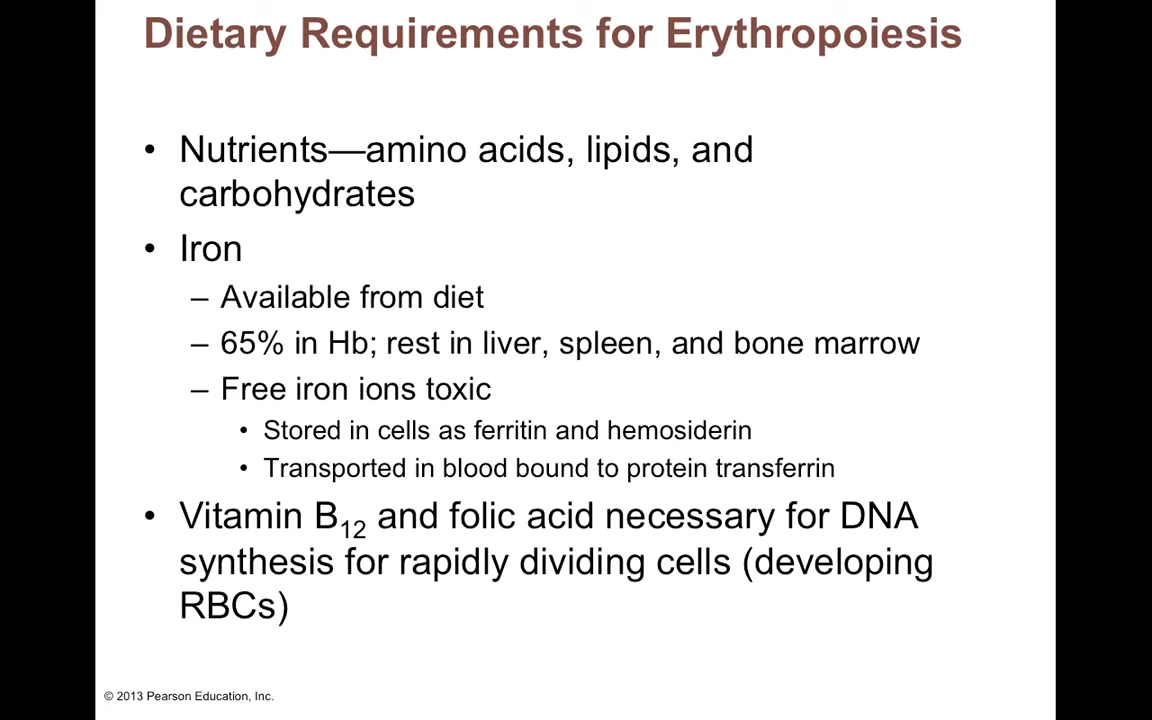 Dietary Requirements for Erythropoiesis
• Nutrients—amino acids, lipids, and
carbohydrates
• Iron
– Available from diet
– 65% in Hb; rest in liver, spleen, and bone marrow
– Free iron ions toxic
• Stored in cells as ferritin and hemosiderin
• Transported in blood bound to protein transferrin
• Vitamin B12 and folic acid necessary for DNA
synthesis for rapidly dividing cells (developing
RBCs)
© 2013 Pearson Education, Inc.